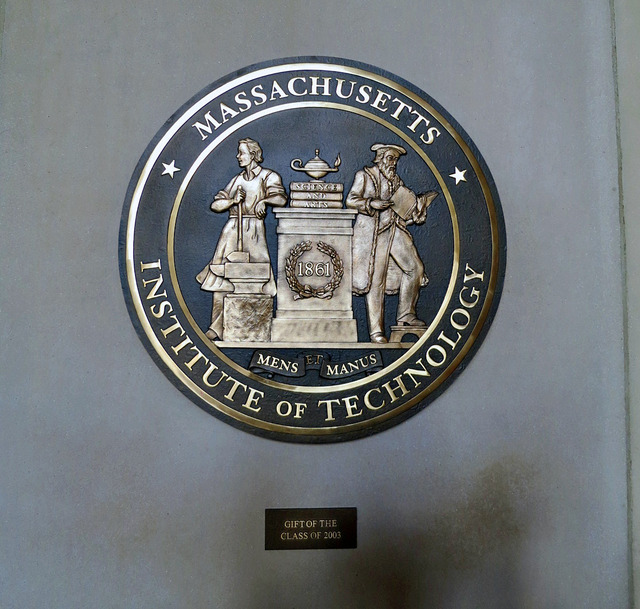 MASSACHUSETTS
SCIENCE
AND
ARTS
1861
MENS ET MANUS
INSTITUTE OF TECHNOLOGY
GIFT OF THE
CLASS OF 2003